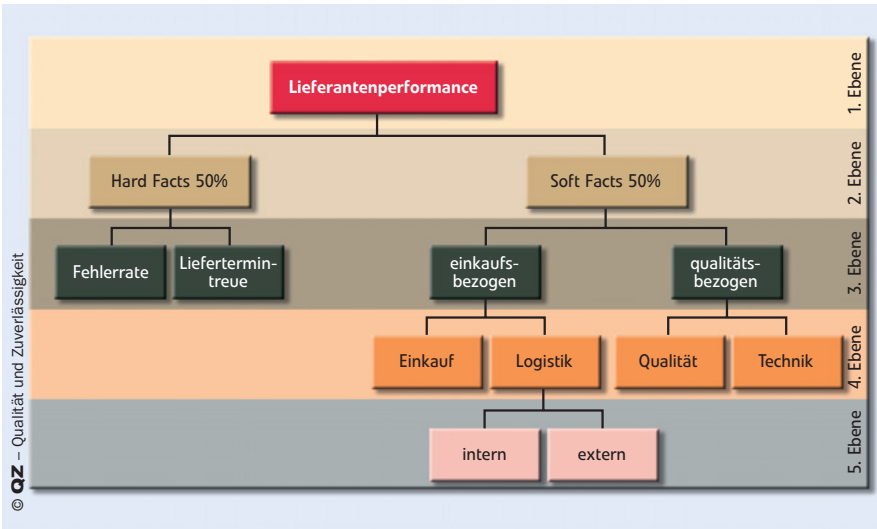 Lieferantenperformance
1. Ebene
Hard Facts 50%
Soft Facts 50%
2. Ebene
Fehlerrate
Liefertermin-
treue
einkaufs-
bezogen
qualitäts-
bezogen
3. Ebene
Einkauf
Logistik
Qualität
Technik
4. Ebene
intern
extern
5. Ebene
© QZ – Qualität und Zuverlässigkeit